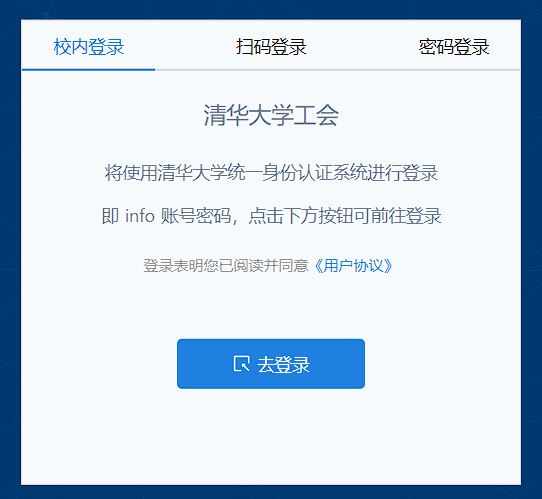 校内登录 扫码登录 密码登录
清华大学工会
将使用清华大学统一身份认证系统进行登录
即 info 账号密码，点击下方按钮可前往登录
登录表明您已阅读并同意《用户协议》
去登录